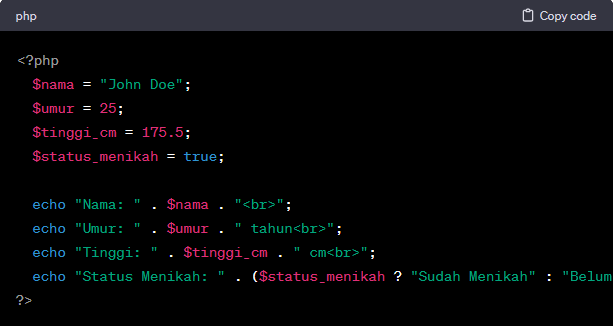 php Copy code
<?php
$nama = "John Doe";
$umur = 25;
$tinggi_cm = 175.5;
$status_menikah = true;
echo "Nama: " . $nama . "<br>";
echo "Umur: " . $umur . " tahun<br>";
echo "Tinggi: " . $tinggi_cm . " cm<br>";
echo "Status Menikah: " . ($status_menikah ? "Sudah Menikah" : "Belum
?>